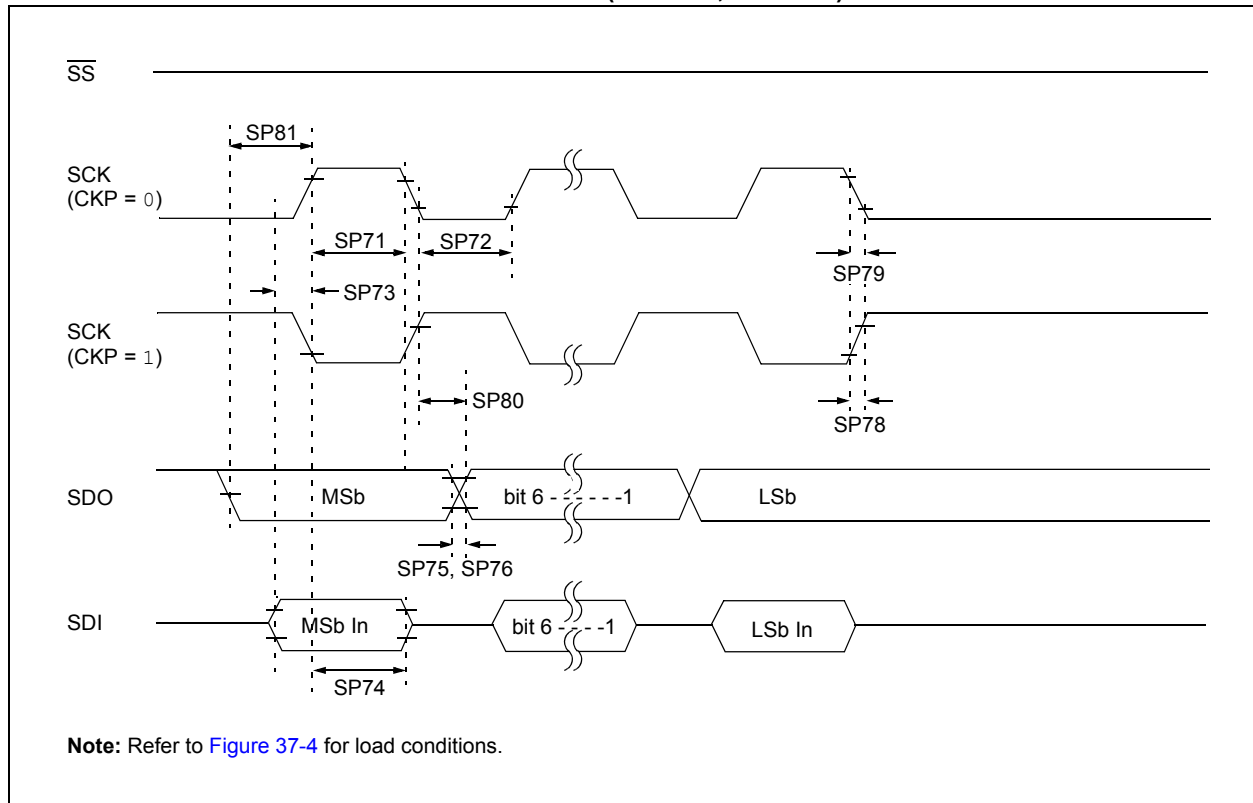 SS
SP81
SCK
(CKP = 0)
SP71
SP72
SP79
SP73
SCK
(CKP = 1)
SP80
SP78
SDO
MSb
bit 6 - - - - - -1
LSb
SP75, SP76
SDI
MSb In
bit 6 - - - -1
LSb In
SP74
Note: Refer to Figure 37-4 for load conditions.